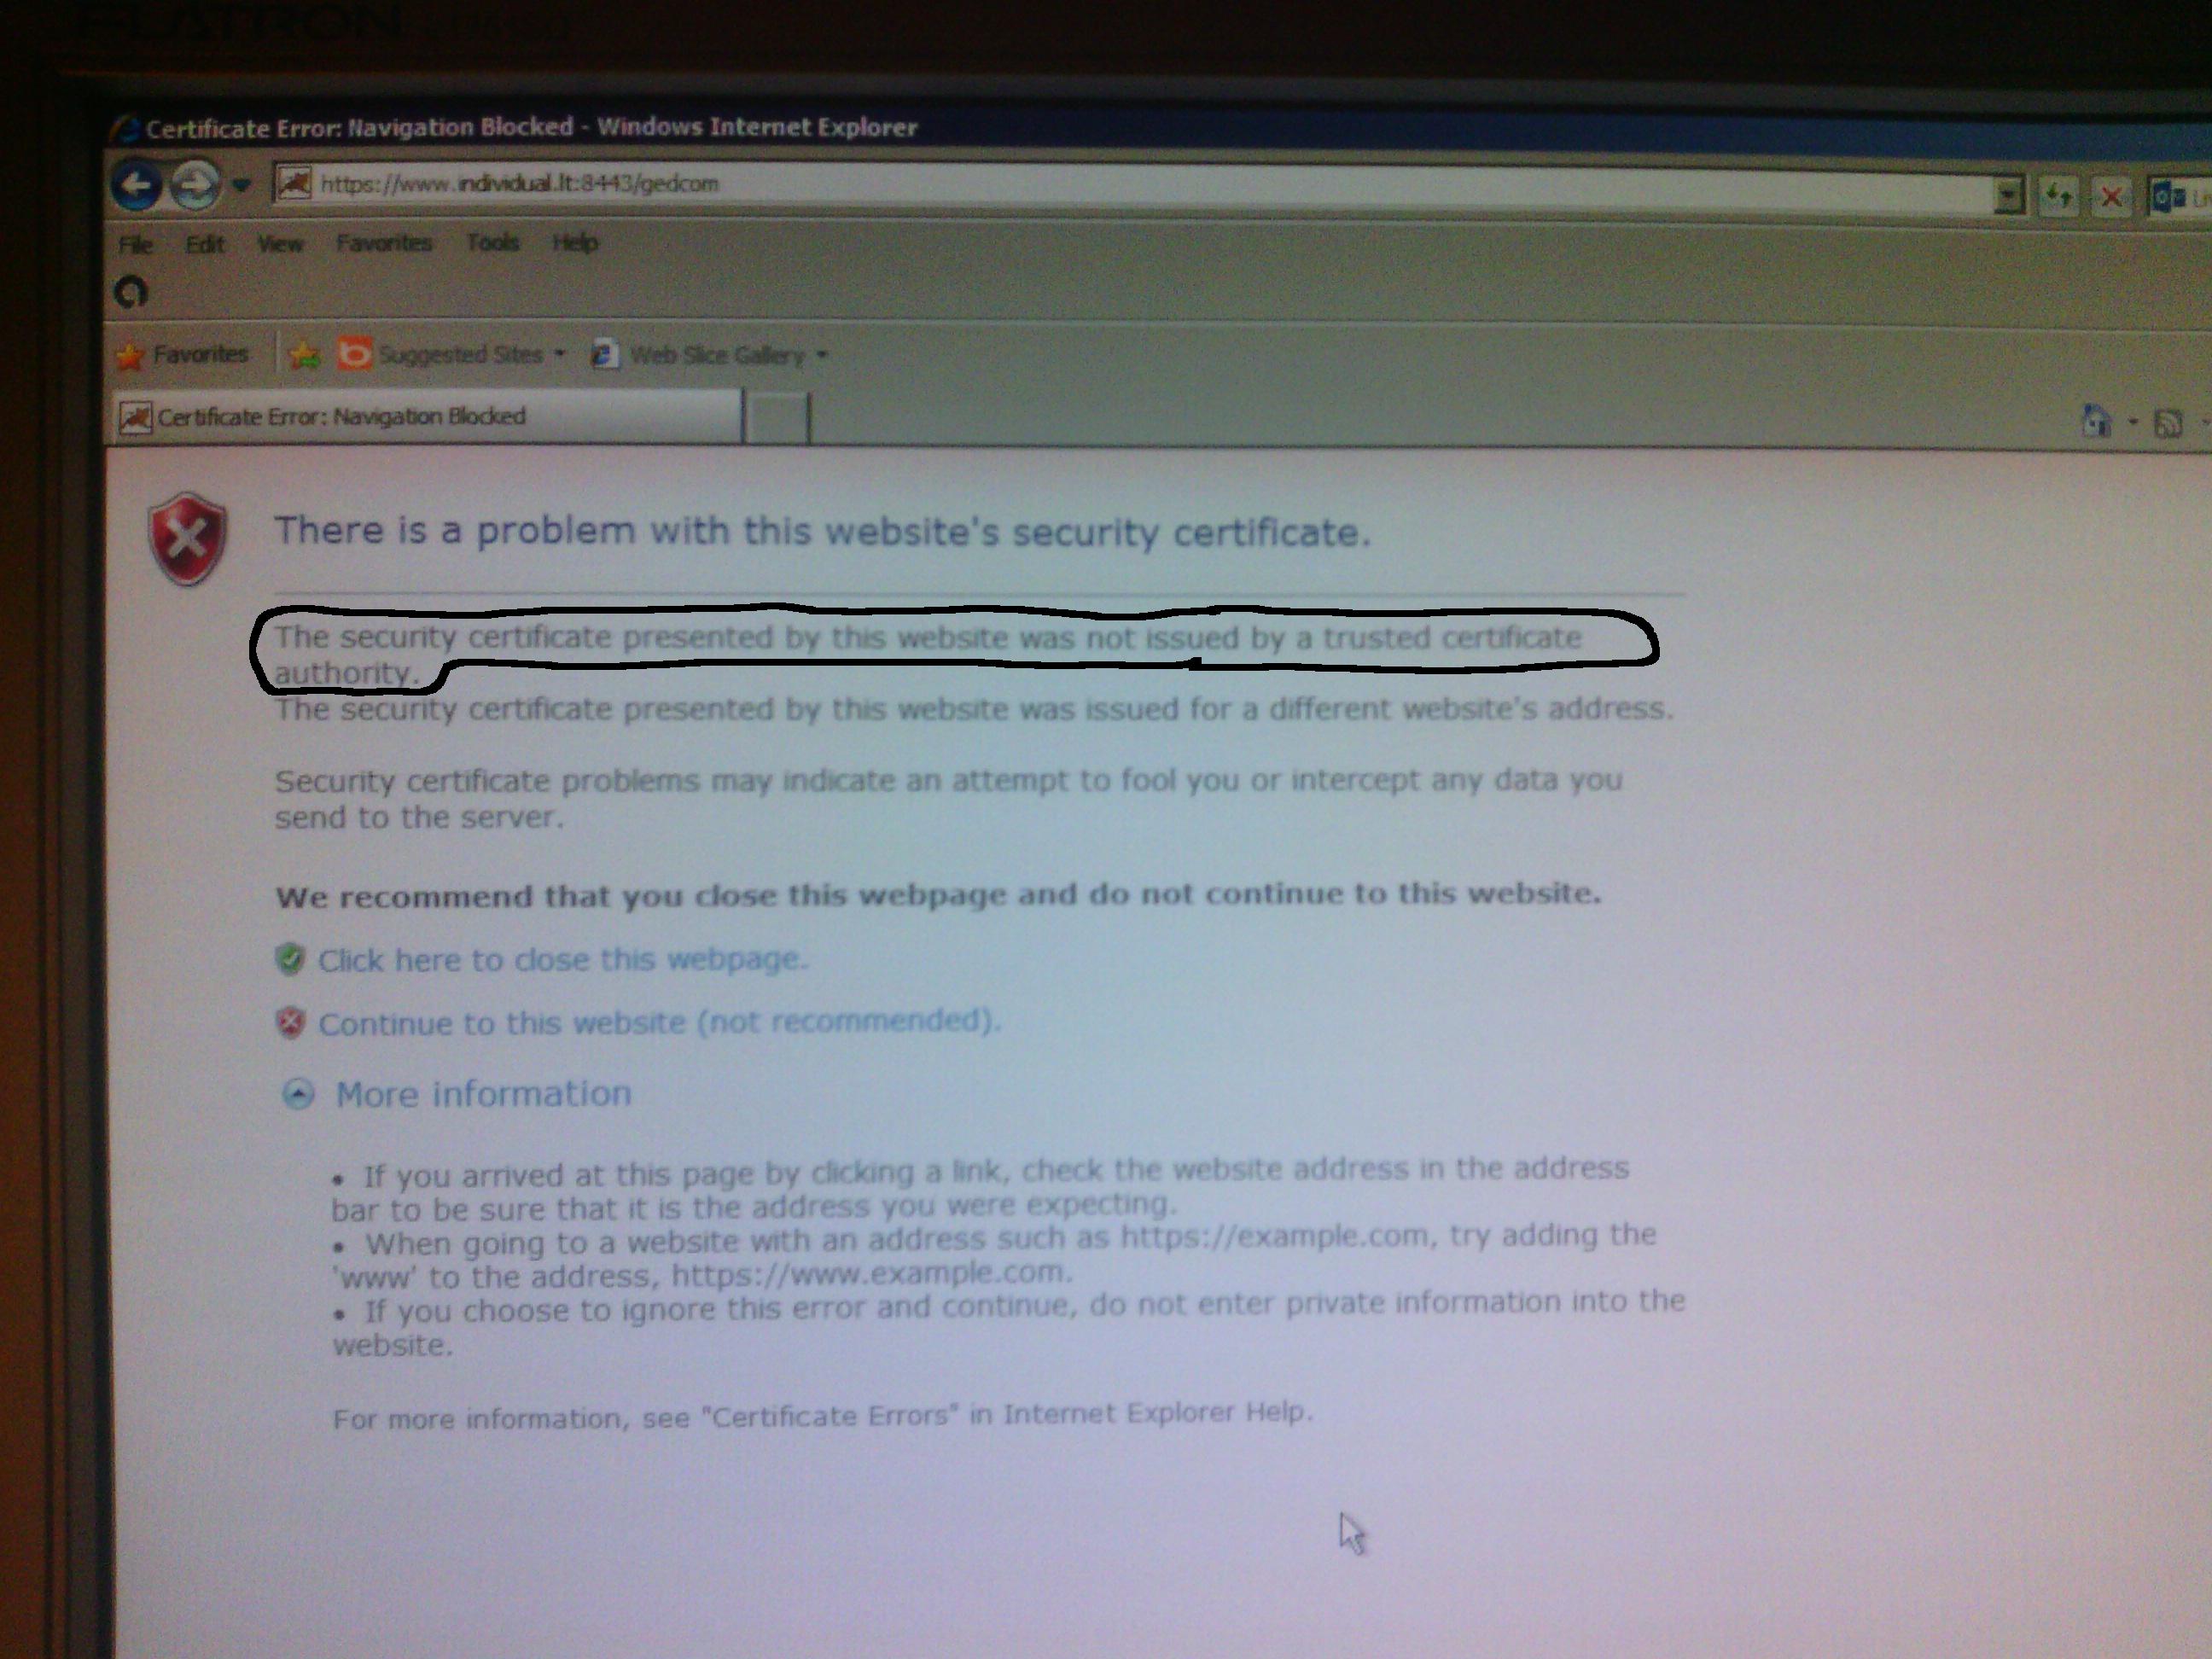 FLATRON
Certificate Error: Navigation Blocked - Windows Internet Explorer
https://www.individual.lt:8443/gedcom
File Edit View Favorites Tools Help
Favorites Suggested Sites Web Slice Gallery
Certificate Error: Navigation Blocked
There is a problem with this website's security certificate.
The security certificate presented by this website was not issued by a trusted certificate
authority.
The security certificate presented by this website was issued for a different website's address.
Security certificate problems may indicate an attempt to fool you or intercept any data you
send to the server.
We recommend that you close this webpage and do not continue to this website.
Click here to close this webpage.
Continue to this website (not recommended).
More information
• If you arrived at this page by clicking a link, check the website address in the address
bar to be sure that it is the address you were expecting.
• When going to a website with an address such as https://example.com, try adding the
'www' to the address, https://www.example.com.
• If you choose to ignore this error and continue, do not enter private information into the
website.
For more information, see "Certificate Errors" in Internet Explorer Help.